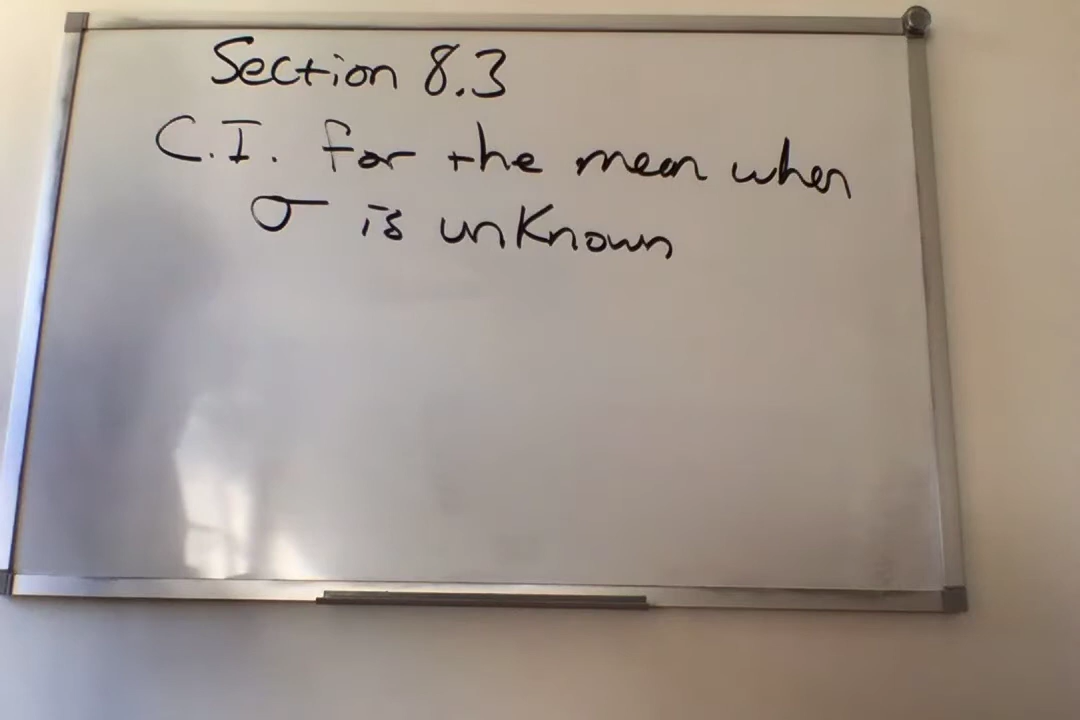 Section 8.3
C.I. for the mean when
σ is unknown